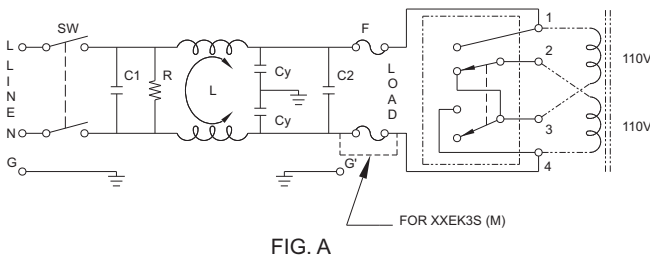 SW
F
1
L
L
I
N
E
N
G
C1
R
L
Cy
Cy
C2
L
O
A
D
2
3
4
110V
110V
G'
FOR XXEK3S (M)
FIG. A